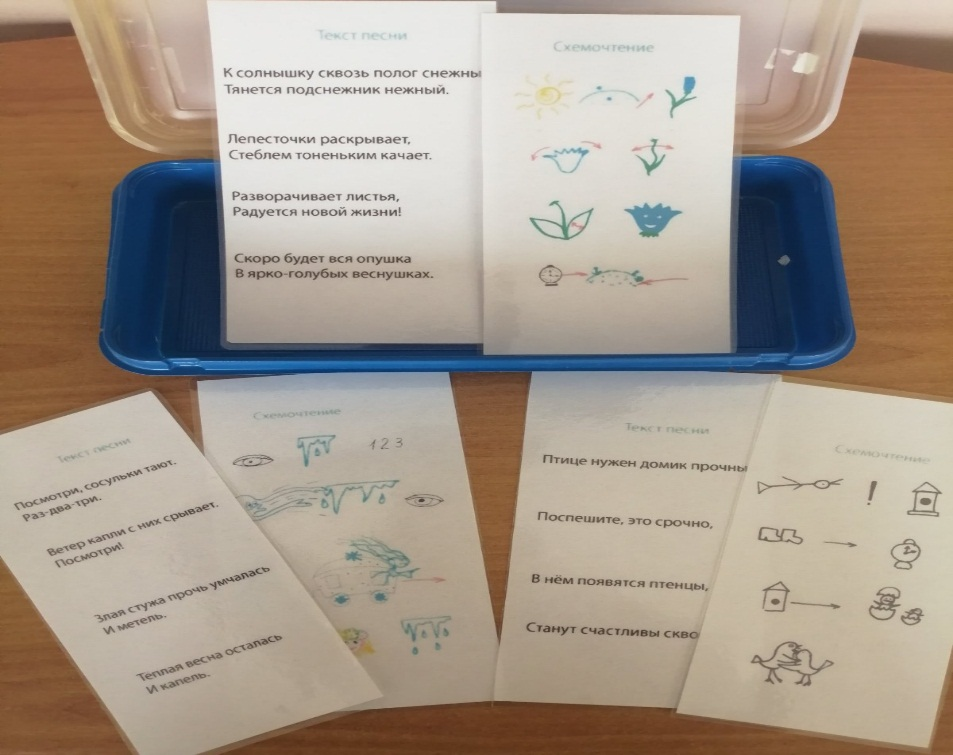 Текст песни
К солнышку сквозь полог снежны
Тянется подснежник нежный.
Лепесточки раскрывает,
Стеблем тоненьким качает.
Разворачивает листья,
Радуется новой жизни!
Скоро будет вся опушка
В ярко-голубых веснушках.
Схемочтение
Текст песни
Посмотри, сосульки тают.
Раз-два-три.
Ветер капли с них срывает.
Посмотри!
Злая стужа прочь умчалась
И метель.
Теплая весна осталась
И капель.
Схемочтение
1 2 3
Текст песни
Птице нужен домик прочны
Поспешите, это срочно,
В нём появятся птенцы,
Станут счастливы скво
Схемочтение
!